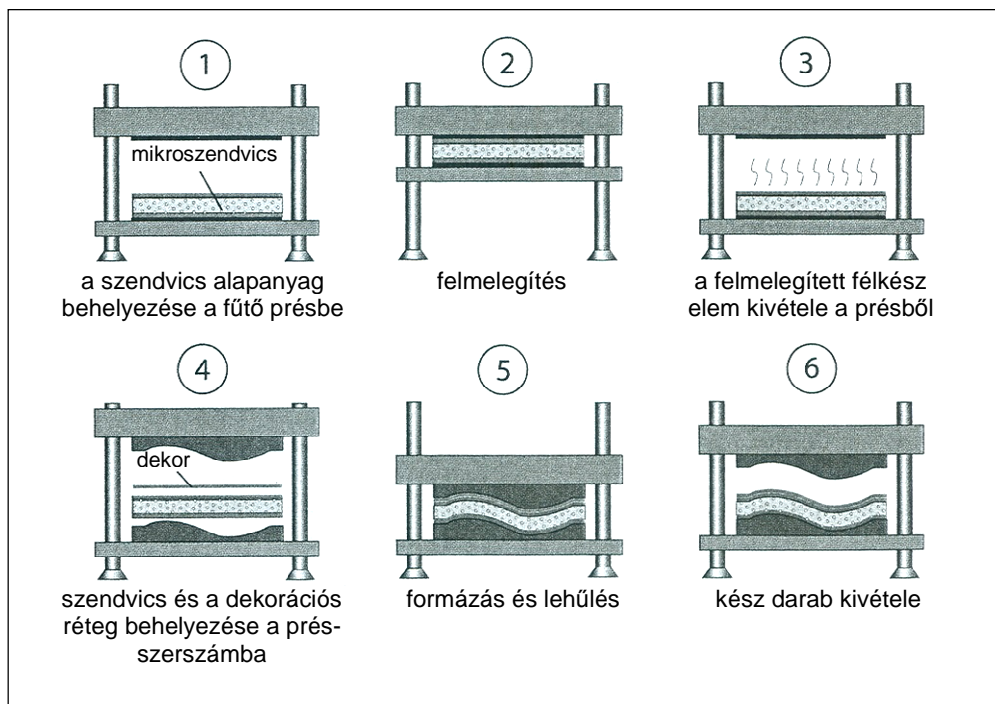 1
2
3
mikroszendvics
a szendvics alapanyag
behelyezése a fűtő présbe
felmelegítés
a felmelegített félkész
elem kivétele a présből
4
5
6
dekor
szendvics és a dekorációs
réteg behelyezése a prés-
szerszámba
formázás és lehűlés
kész darab kivétele